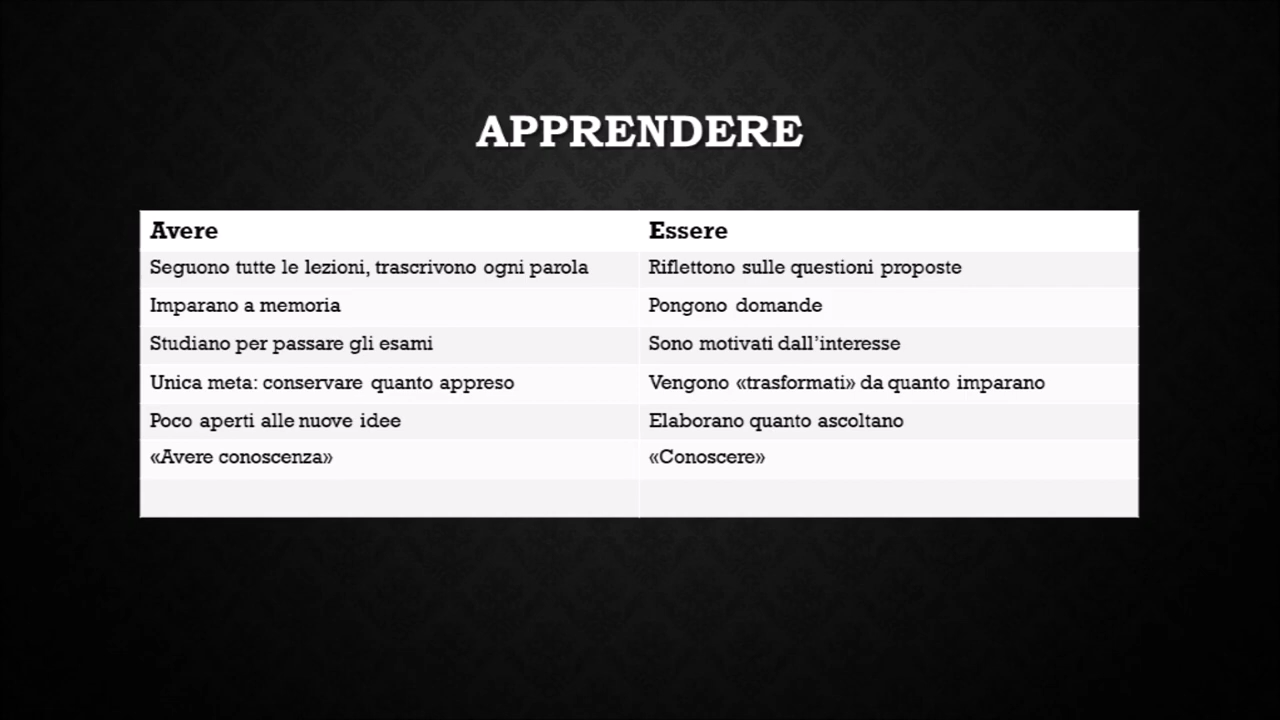 APPRENDERE
Avere Essere
Seguono tutte le lezioni, trascrivono ogni parola Riflettono sulle questioni proposte
Imparano a memoria Pongono domande
Studiano per passare gli esami Sono motivati dall’interesse
Unica meta: conservare quanto appreso Vengono «trasformati» da quanto imparano
Poco aperti alle nuove idee Elaborano quanto ascoltano
«Avere conoscenza» «Conoscere»